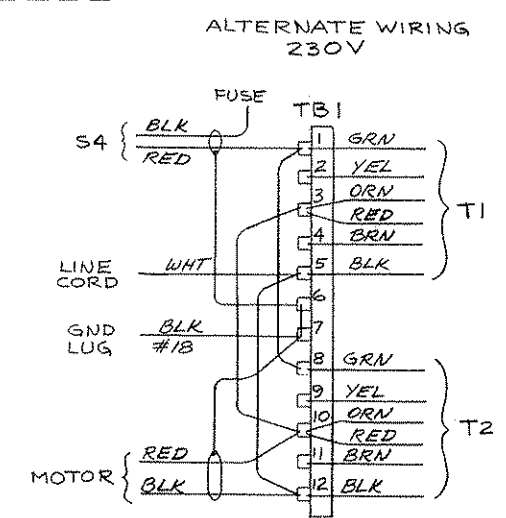 ALTERNATE WIRING
230V
FUSE
TB1
S4
BLK
RED
1 GRN
2 YEL
3 ORN
RED
4 BRN
5 BLK
T1
LINE
CORD
WHT
6
GND
LUG
BLK
#18
7
8 GRN
9 YEL
10 ORN
RED
11 BRN
12 BLK
T2
MOTOR
RED
BLK